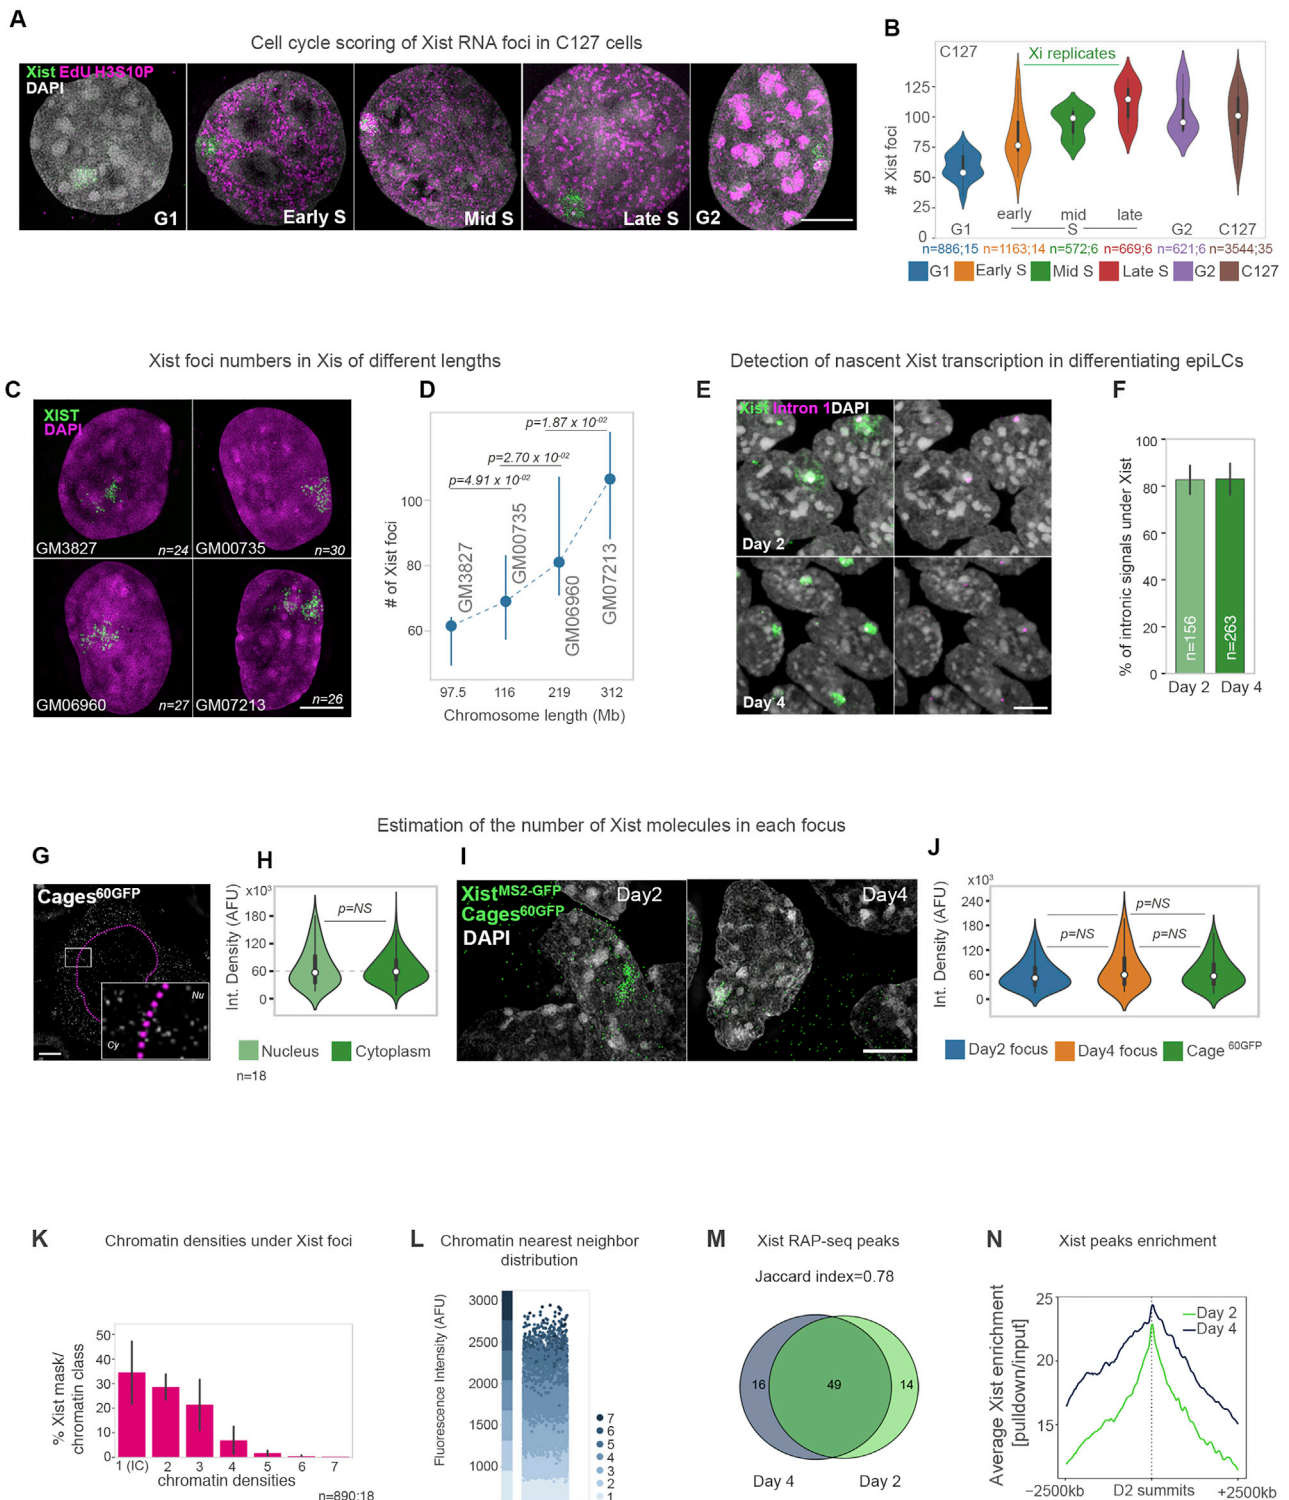 A
Cell cycle scoring of Xist RNA foci in C127 cells
Xist EdU H3S10P
DAPI
G1
Early S
Mid S
Late S
G2
B
C127
Xi replicates
# Xist foci
125
100
75
50
25
0
early
mid
late
G1
S
G2
C127
n=886;15
n=1163;14
n=572;6
n=669;6
n=621;6
n=3544;35
G1
Early S
Mid S
Late S
G2
C127
Xist foci numbers in Xis of different lengths
C
XIST
DAPI
GM3827
n=24
GM00735
n=30
GM06960
n=27
GM07213
n=26
D
p=1.87 x 10-02
p=2.70 x 10-02
p=4.91 x 10-02
# of Xist foci
100
80
60
GM3827
GM00735
GM06960
GM07213
97.5
116
219
312
Chromosome length (Mb)
Detection of nascent Xist transcription in differentiating epiLCs
E
Xist Intron 1 DAPI
Day 2
Day 4
F
% of intronic signals under Xist
100
80
60
40
20
0
n=156
n=263
Day 2
Day 4
Estimation of the number of Xist molecules in each focus
G
Cages60GFP
Nu
Cy
H
x10³
Int. Density (AFU)
180
120
60
0
p=NS
Nucleus
Cytoplasm
n=18
I
XistMS2-GFP
Cages60GFP
DAPI
Day2
Day4
J
x10³
Int. Density (AFU)
240
180
120
60
0
p=NS
p=NS
p=NS
Day2 focus
Day4 focus
Cage 60GFP
K
Chromatin densities under Xist foci
% Xist mask/
chromatin class
50
40
30
20
10
0
1 (IC)
2
3
4
5
6
7
chromatin densities
n=890;18
L
Chromatin nearest neighbor
distribution
Fluorescence Intensity (AFU)
3000
2500
2000
1500
1000
7
6
5
4
3
2
1
M
Xist RAP-seq peaks
Jaccard index=0.78
16
49
14
Day 4
Day 2
N
Xist peaks enrichment
Average Xist enrichment
[pulldown/input]
25
20
15
Day 2
Day 4
−2500kb
D2 summits
+2500kb